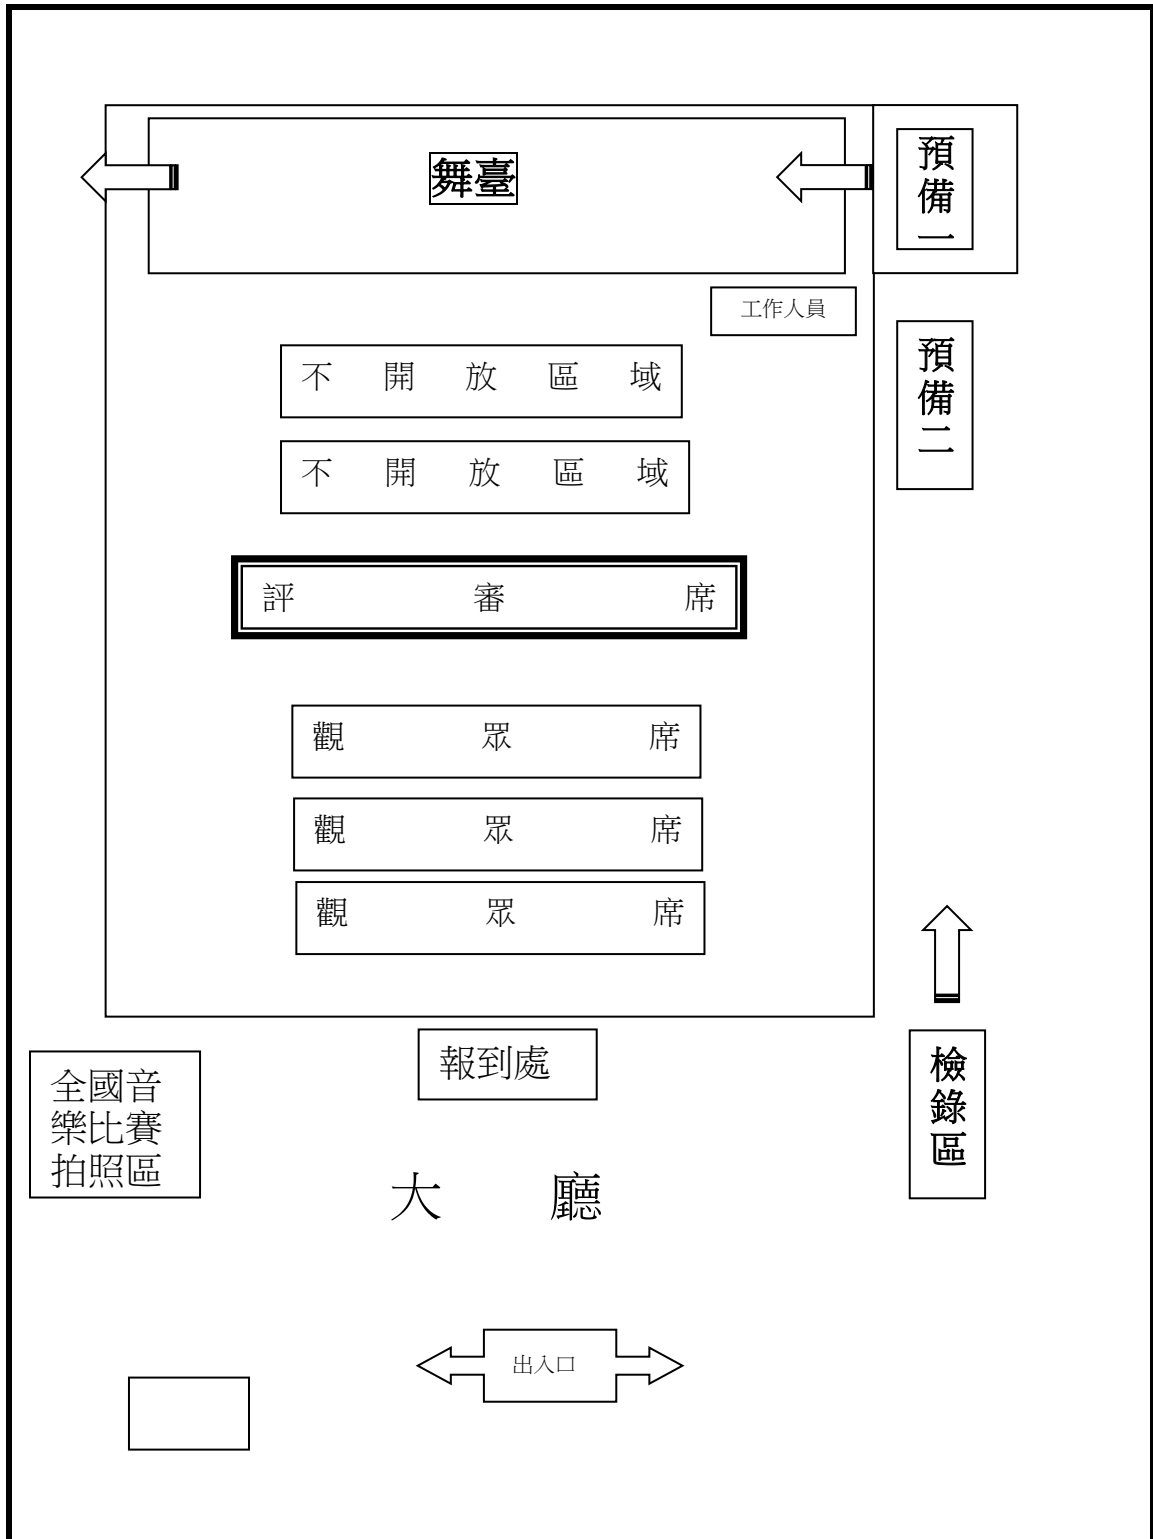 舞臺
預
備
一
工作人員
預
備
二
不開放區域
不開放區域
評審席
觀眾席
觀眾席
觀眾席
報到處
全國音
樂比賽
拍照區
檢
錄
區
大廳
出入口